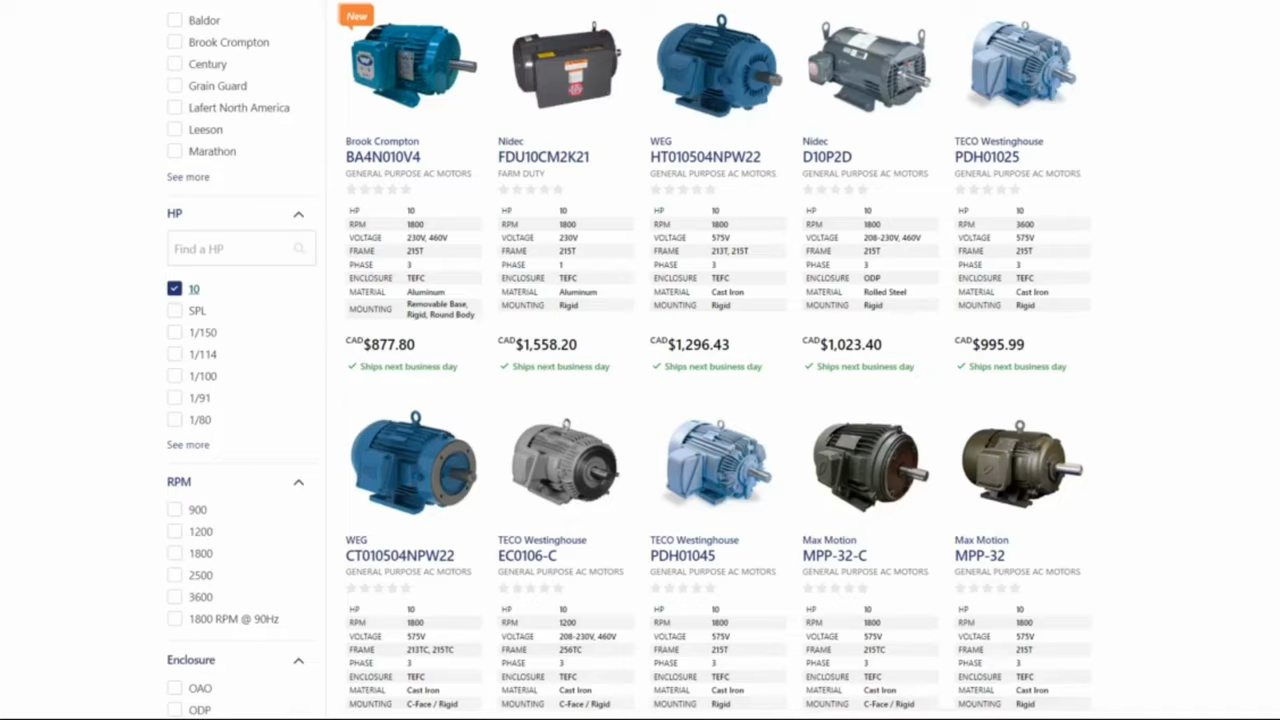 Baldor
Brook Crompton
Century
Grain Guard
Lafert North America
Leeson
Marathon
See more
HP
Find a HP
10
SPL
1/150
1/114
1/100
1/91
1/80
See more
RPM
900
1200
1800
2500
3600
1800 RPM @ 90Hz
Enclosure
OAO
ODP
New
Brook Crompton
BA4N010V4
GENERAL PURPOSE AC MOTORS
HP 10
RPM 1800
VOLTAGE 230V, 460V
FRAME 215T
PHASE 3
ENCLOSURE TEFC
MATERIAL Aluminum
MOUNTING Removable Base,
Rigid, Round Body
CAD$877.80
Ships next business day
Nidec
FDU10CM2K21
FARM DUTY
HP 10
RPM 1800
VOLTAGE 230V
FRAME 215T
PHASE 1
ENCLOSURE TEFC
MATERIAL Aluminum
MOUNTING Rigid
CAD$1,558.20
Ships next business day
WEG
HT010504NPW22
GENERAL PURPOSE AC MOTORS
HP 10
RPM 1800
VOLTAGE 575V
FRAME 213T, 215T
PHASE 3
ENCLOSURE TEFC
MATERIAL Cast Iron
MOUNTING Rigid
CAD$1,296.43
Ships next business day
Nidec
D10P2D
GENERAL PURPOSE AC MOTORS
HP 10
RPM 1800
VOLTAGE 208-230V, 460V
FRAME 215T
PHASE 3
ENCLOSURE ODP
MATERIAL Rolled Steel
MOUNTING Rigid
CAD$1,023.40
Ships next business day
TECO Westinghouse
PDH01025
GENERAL PURPOSE AC MOTORS
HP 10
RPM 3600
VOLTAGE 575V
FRAME 215T
PHASE 3
ENCLOSURE TEFC
MATERIAL Cast Iron
MOUNTING Rigid
CAD$995.99
Ships next business day
WEG
CT010504NPW22
GENERAL PURPOSE AC MOTORS
HP 10
RPM 1800
VOLTAGE 575V
FRAME 213TC, 215TC
PHASE 3
ENCLOSURE TEFC
MATERIAL Cast Iron
MOUNTING C-Face / Rigid
TECO Westinghouse
EC0106-C
GENERAL PURPOSE AC MOTORS
HP 10
RPM 1200
VOLTAGE 208-230V, 460V
FRAME 256TC
PHASE 3
ENCLOSURE TEFC
MATERIAL Cast Iron
MOUNTING C-Face / Rigid
TECO Westinghouse
PDH01045
GENERAL PURPOSE AC MOTORS
HP 10
RPM 1800
VOLTAGE 575V
FRAME 215T
PHASE 3
ENCLOSURE TEFC
MATERIAL Cast Iron
MOUNTING Rigid
Max Motion
MPP-32-C
GENERAL PURPOSE AC MOTORS
HP 10
RPM 1800
VOLTAGE 575V
FRAME 215TC
PHASE 3
ENCLOSURE TEFC
MATERIAL Cast Iron
MOUNTING C-Face / Rigid
Max Motion
MPP-32
GENERAL PURPOSE AC MOTORS
HP 10
RPM 1800
VOLTAGE 575V
FRAME 215T
PHASE 3
ENCLOSURE TEFC
MATERIAL Cast Iron
MOUNTING Rigid